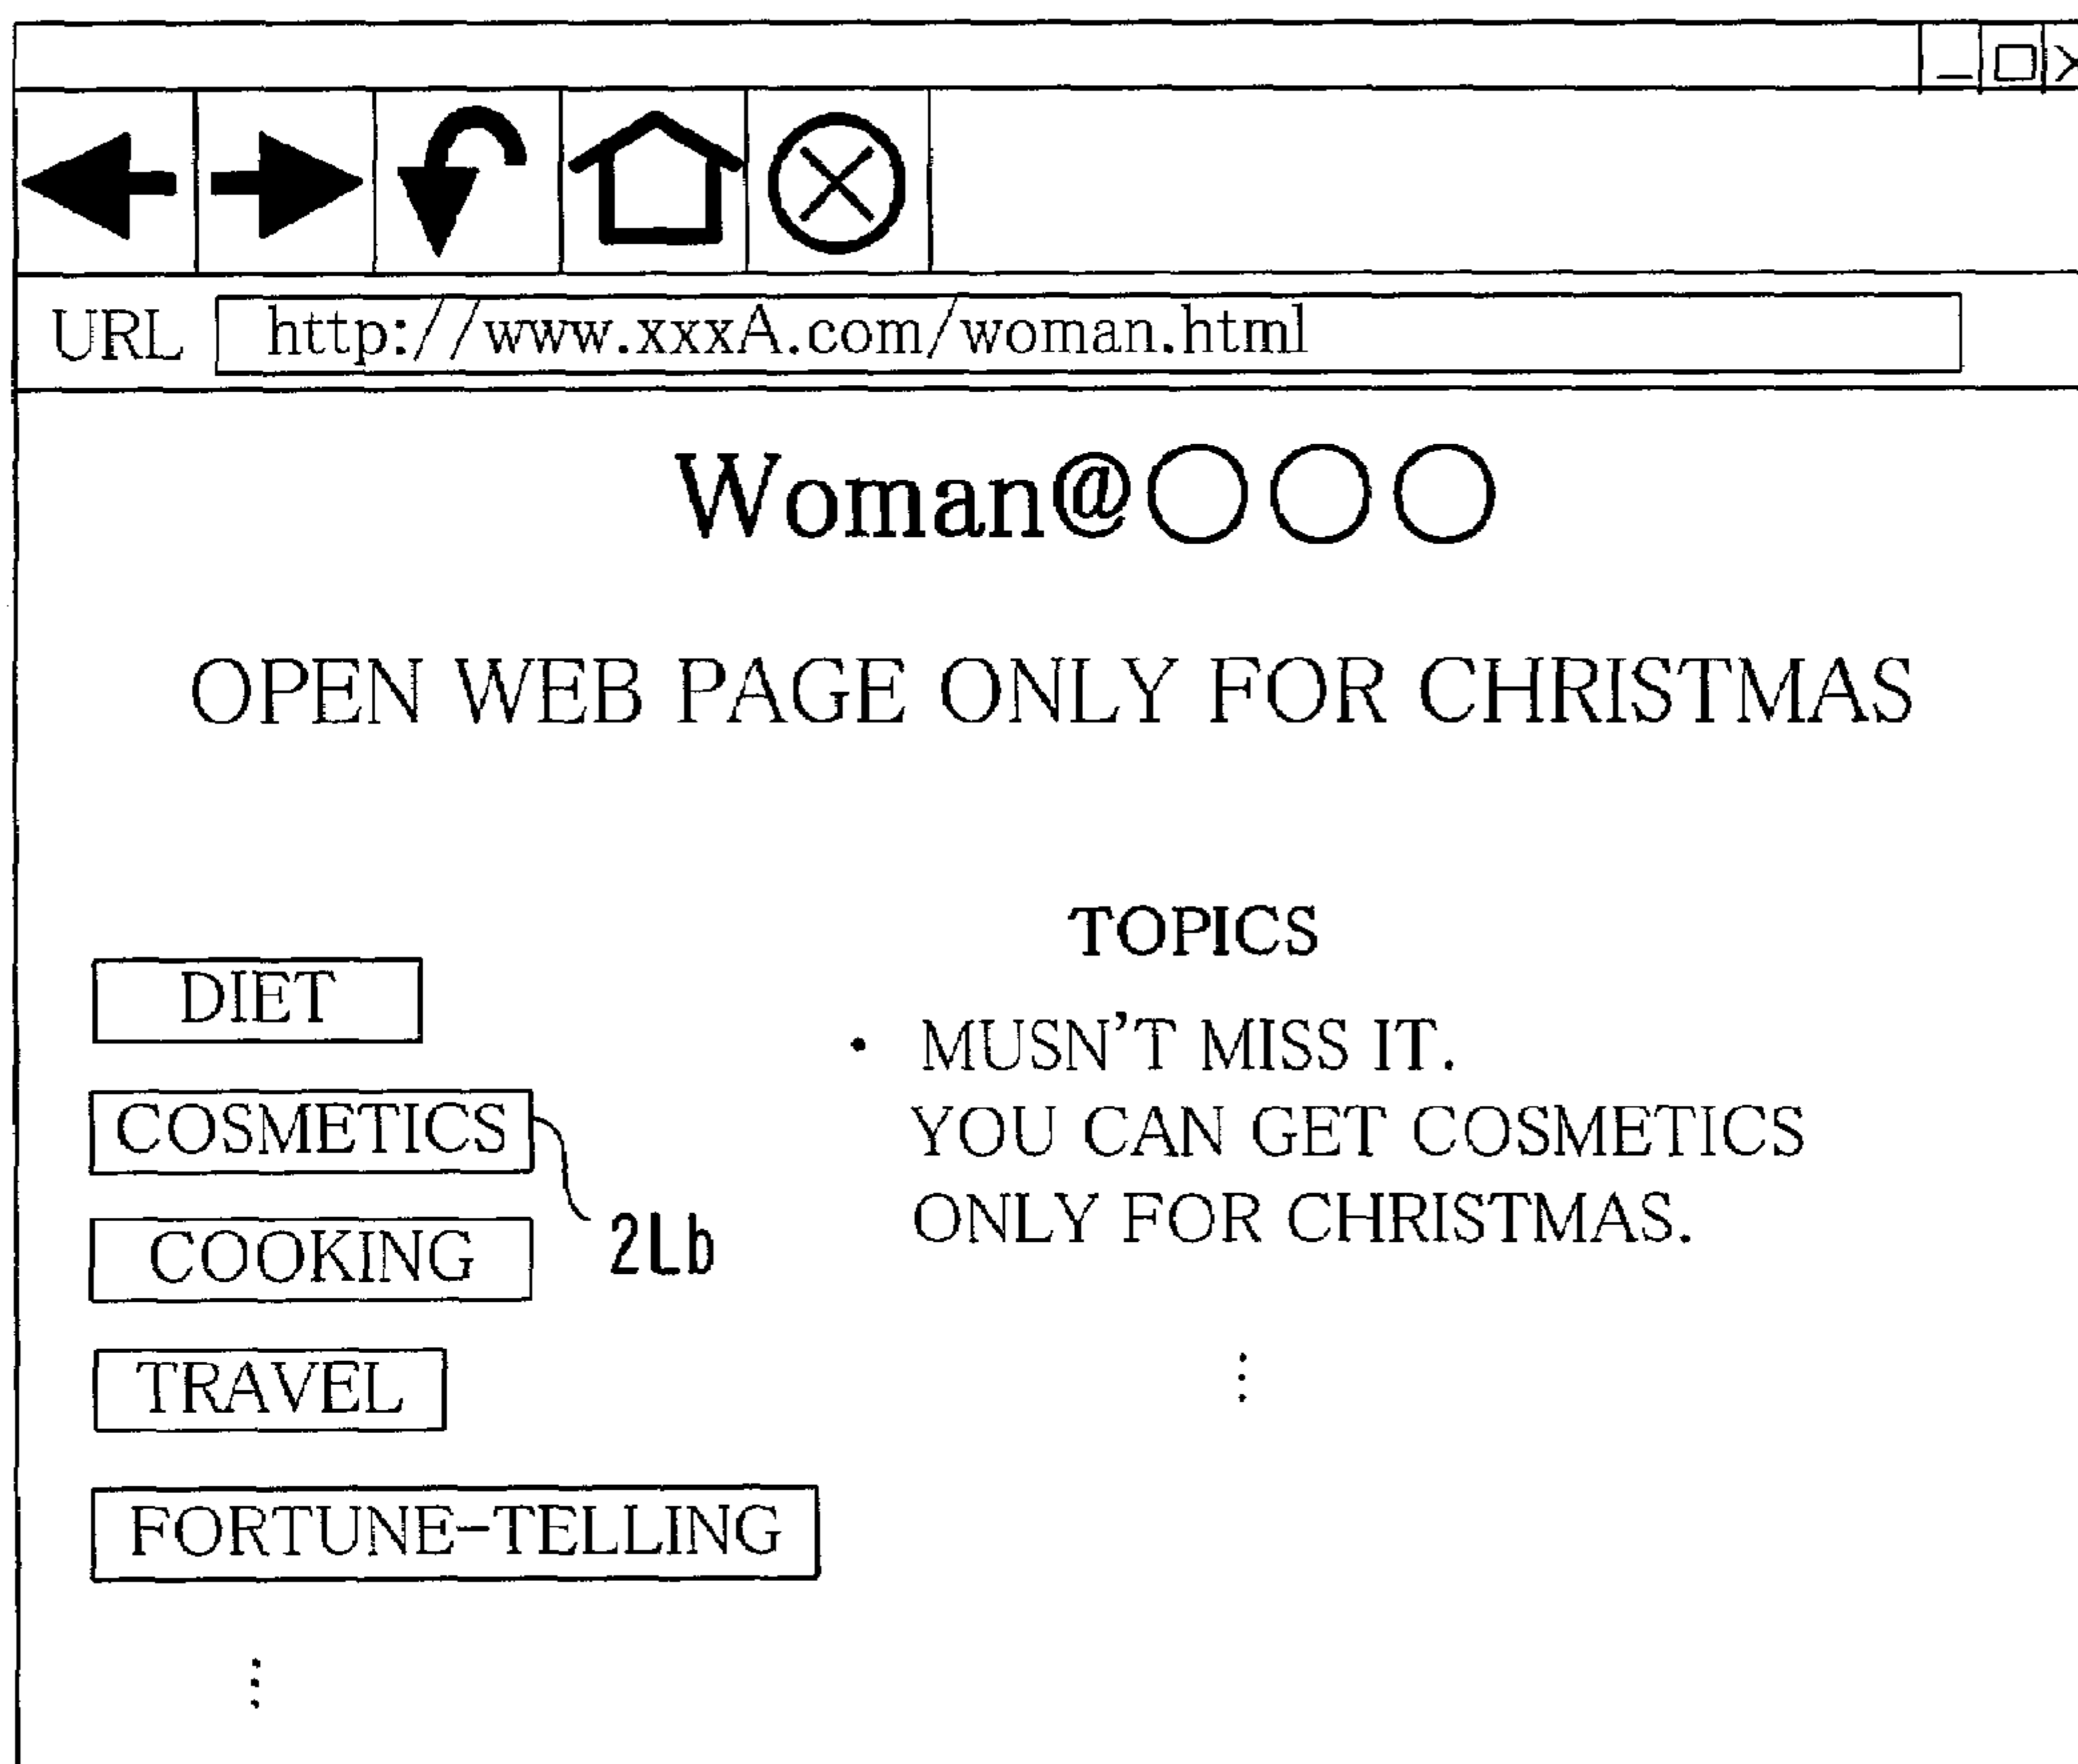 URL http://www.xxxA.com/woman.html
Woman@○○○
OPEN WEB PAGE ONLY FOR CHRISTMAS
DIET
COSMETICS
2Lb
COOKING
TRAVEL
FORTUNE-TELLING
⋮
TOPICS
・ MUSN'T MISS IT.
YOU CAN GET COSMETICS
ONLY FOR CHRISTMAS.
⋮